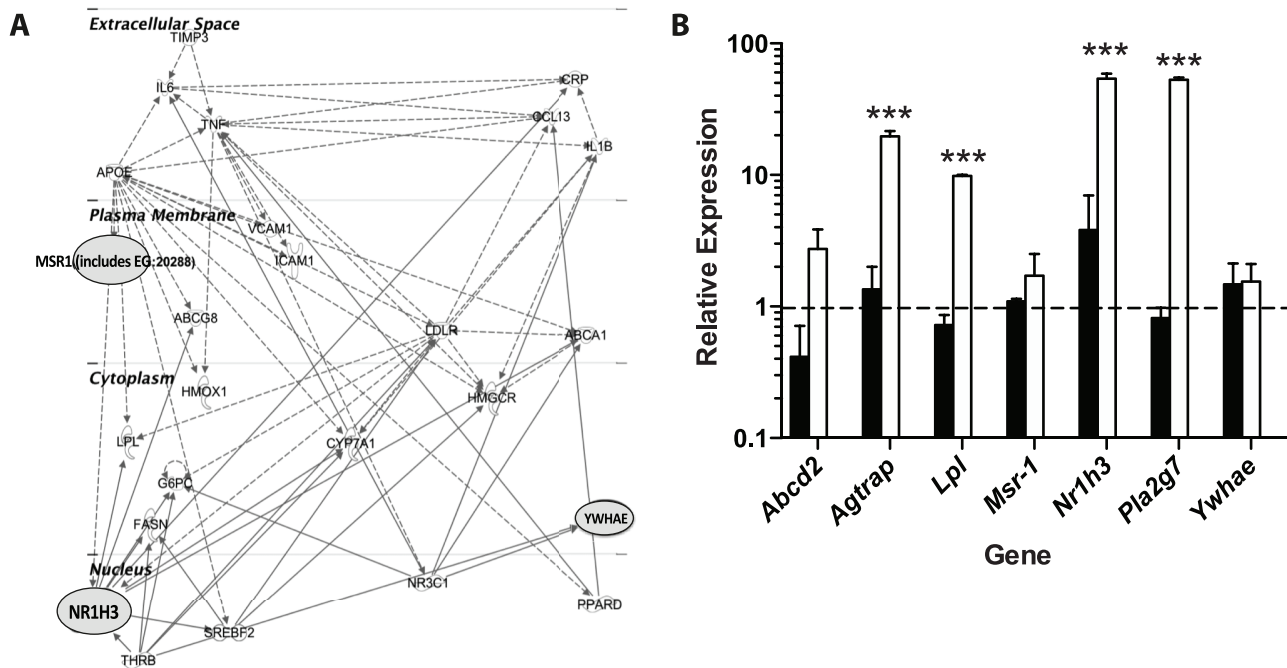 A
Extracellular Space
TIMP3
IL6
CRP
TNF
CCL13
IL1B
APOE
Plasma Membrane
VCAM1
MSR1 (includes EG:20288)
ICAM1
ABCG8
LDLR
ABCA1
Cytoplasm
HMOX1
HMGCR
LPL
CYP7A1
G6PC
FASN
YWHAE
Nucleus
NR3C1
NR1H3
PPARD
SREBF2
THRB
B
100
10
1
0.1
Relative Expression
***
***
***
***
Abcd2
Agtrap
Lpl
Msr-1
Nr1h3
Pla2g7
Ywhae
Gene